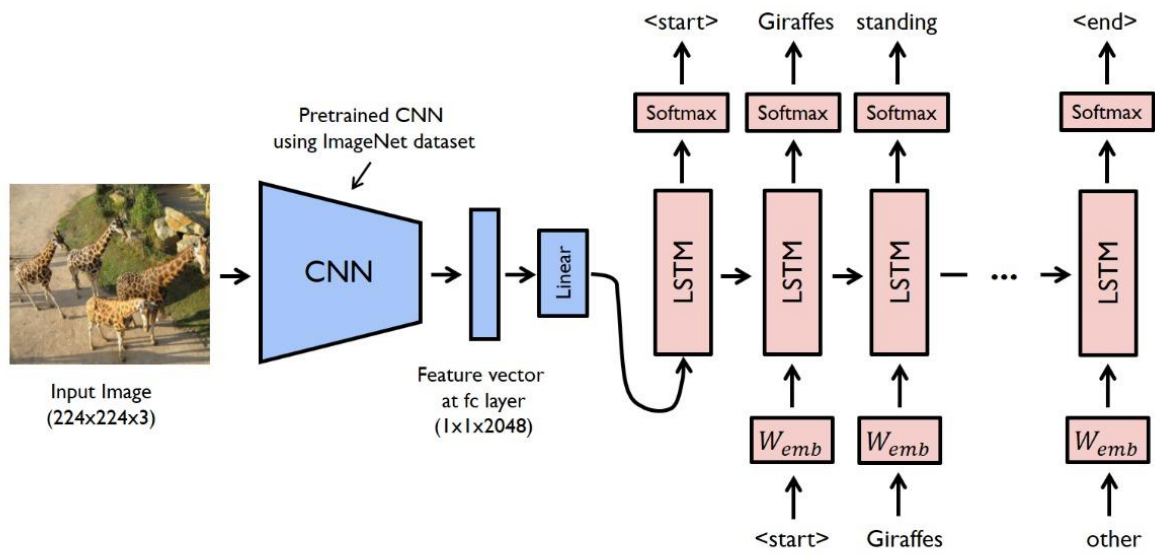 <start> Giraffes standing <end>
Softmax Softmax Softmax Softmax
Pretrained CNN
using ImageNet dataset
CNN
Linear
LSTM LSTM LSTM ... LSTM
Input Image
(224x224x3)
Feature vector
at fc layer
(1x1x2048)
W_emb W_emb W_emb
<start> Giraffes other